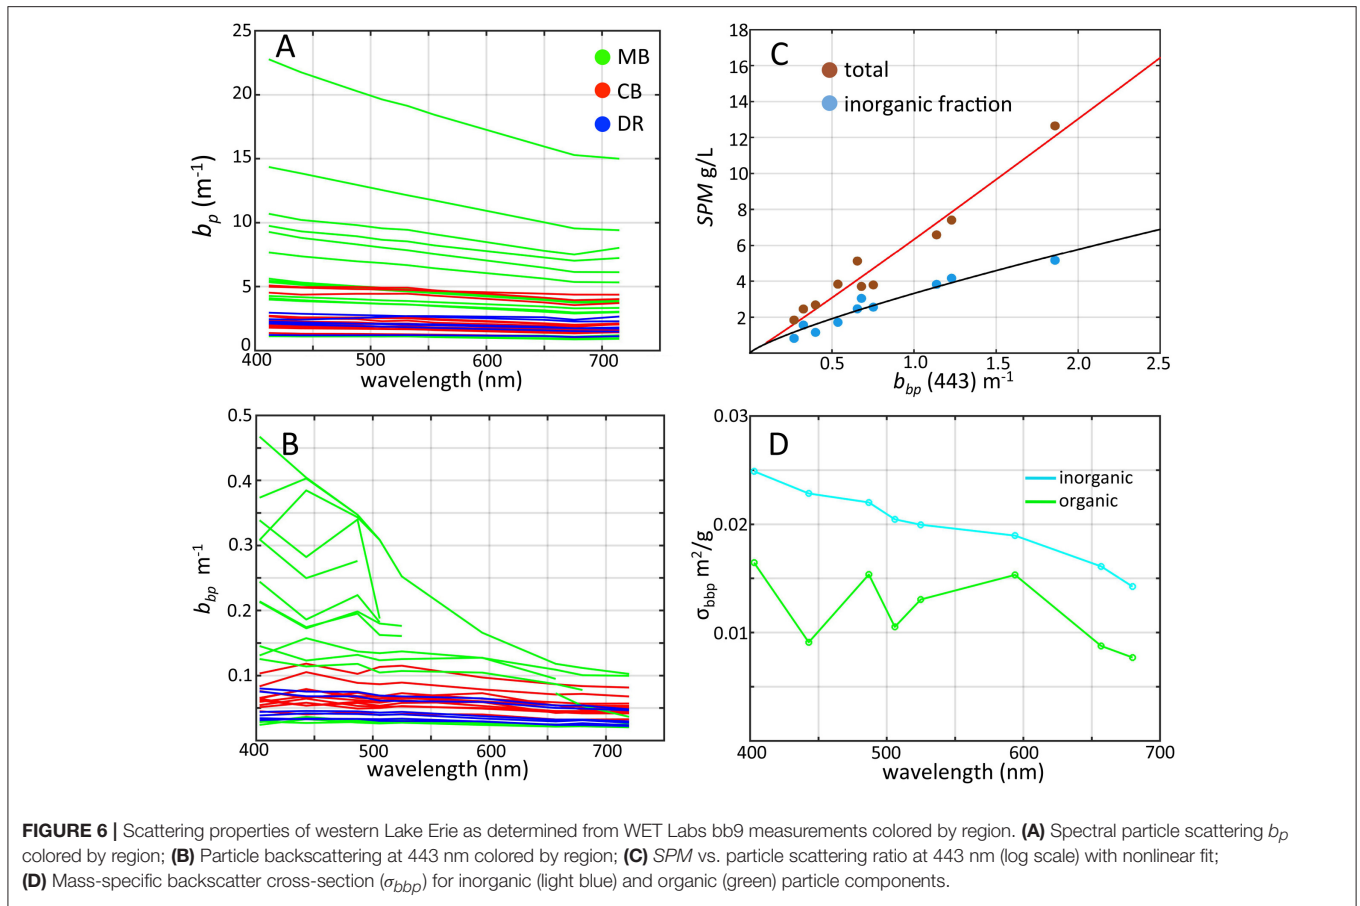 A
MB
CB
DR
25
20
15
10
5
0
400
500
600
700
wavelength (nm)
b_p (m⁻¹)
C
total
inorganic fraction
18
16
14
12
10
8
6
4
2
0.5
1.0
1.5
2.0
2.5
b_bp (443) m⁻¹
SPM g/L
B
0.5
0.4
0.3
0.2
0.1
400
500
600
700
wavelength (nm)
b_bp m⁻¹
D
inorganic
organic
0.03
0.02
0.01
400
500
600
700
wavelength (nm)
σ_bbp m²/g
FIGURE 6 | Scattering properties of western Lake Erie as determined from WET Labs bb9 measurements colored by region. (A) Spectral particle scattering b_p
colored by region; (B) Particle backscattering at 443 nm colored by region; (C) SPM vs. particle scattering ratio at 443 nm (log scale) with nonlinear fit;
(D) Mass-specific backscatter cross-section (σ_bbp) for inorganic (light blue) and organic (green) particle components.